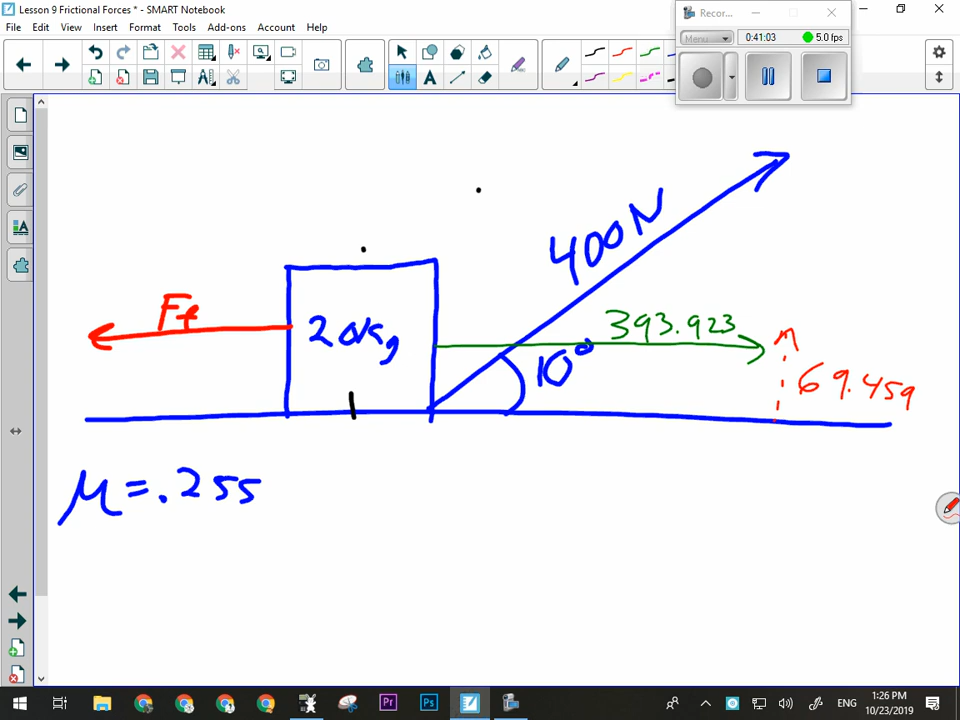 Lesson 9 Frictional Forces * - SMART Notebook
File Edit View Insert Format Tools Add-ons Account Help
Recor...
Menu
0:41:03
5.0 fps
400N
Ff
20kg
393.923
10°
69.459
μ=.255
ENG
1:26 PM
10/23/2019